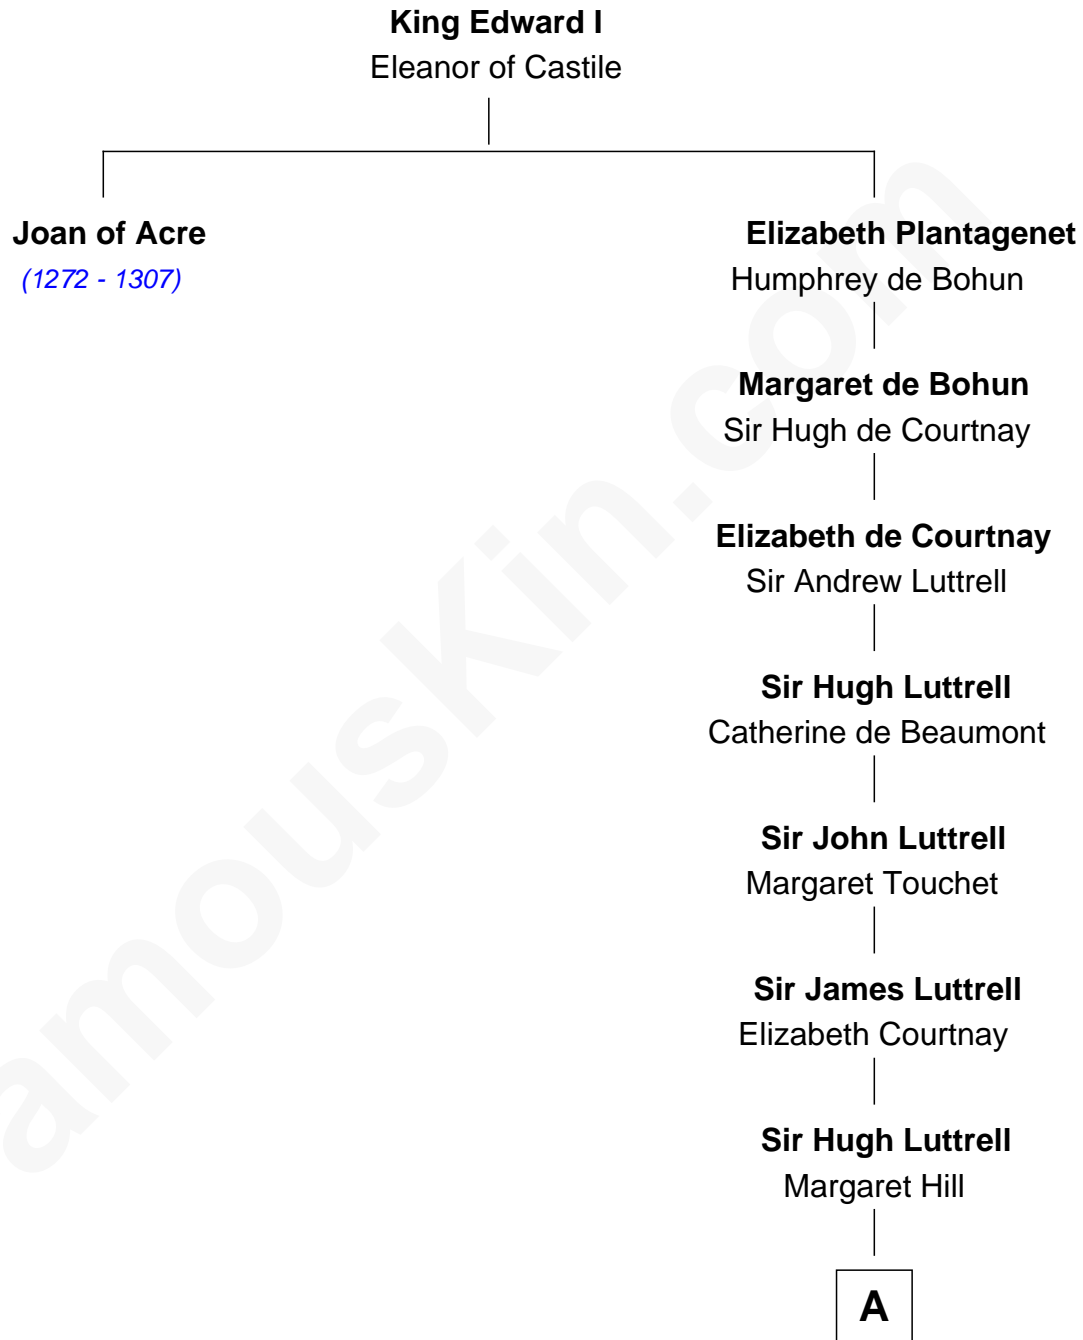 King Edward I
Eleanor of Castile
Joan of Acre
(1272 - 1307)
Elizabeth Plantagenet
Humphrey de Bohun
Margaret de Bohun
Sir Hugh de Courtnay
Elizabeth de Courtnay
Sir Andrew Luttrell
Sir Hugh Luttrell
Catherine de Beaumont
Sir John Luttrell
Margaret Touchet
Sir James Luttrell
Elizabeth Courtnay
Sir Hugh Luttrell
Margaret Hill
A
amouskin.com